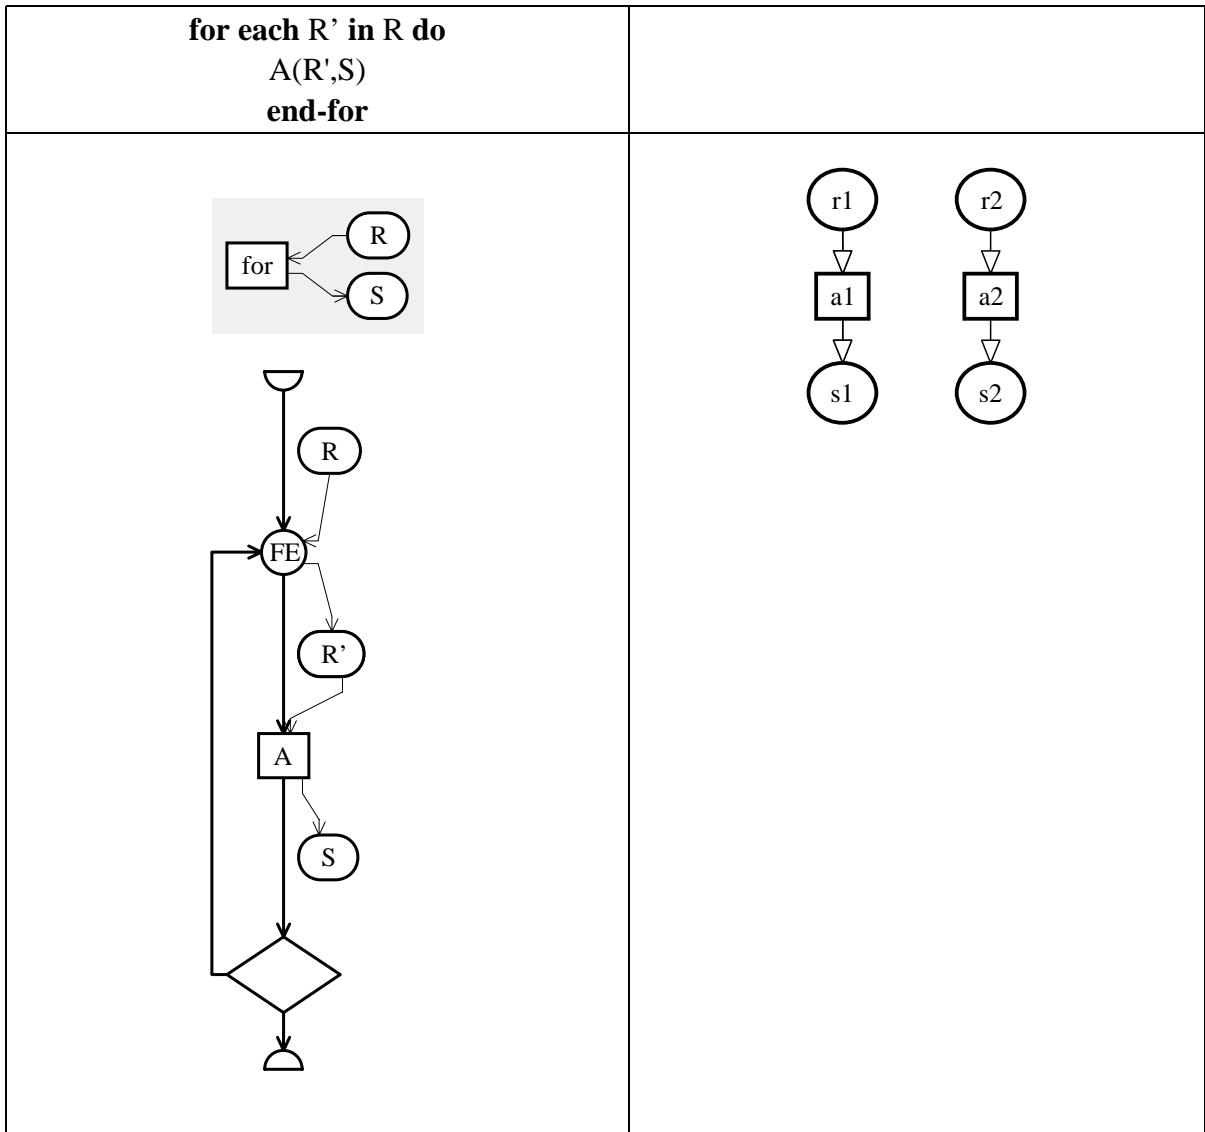 for each R’ in R do
A(R',S)
end-for
R
for
S
R
FE
R’
A
S
r1 r2
a1 a2
s1 s2